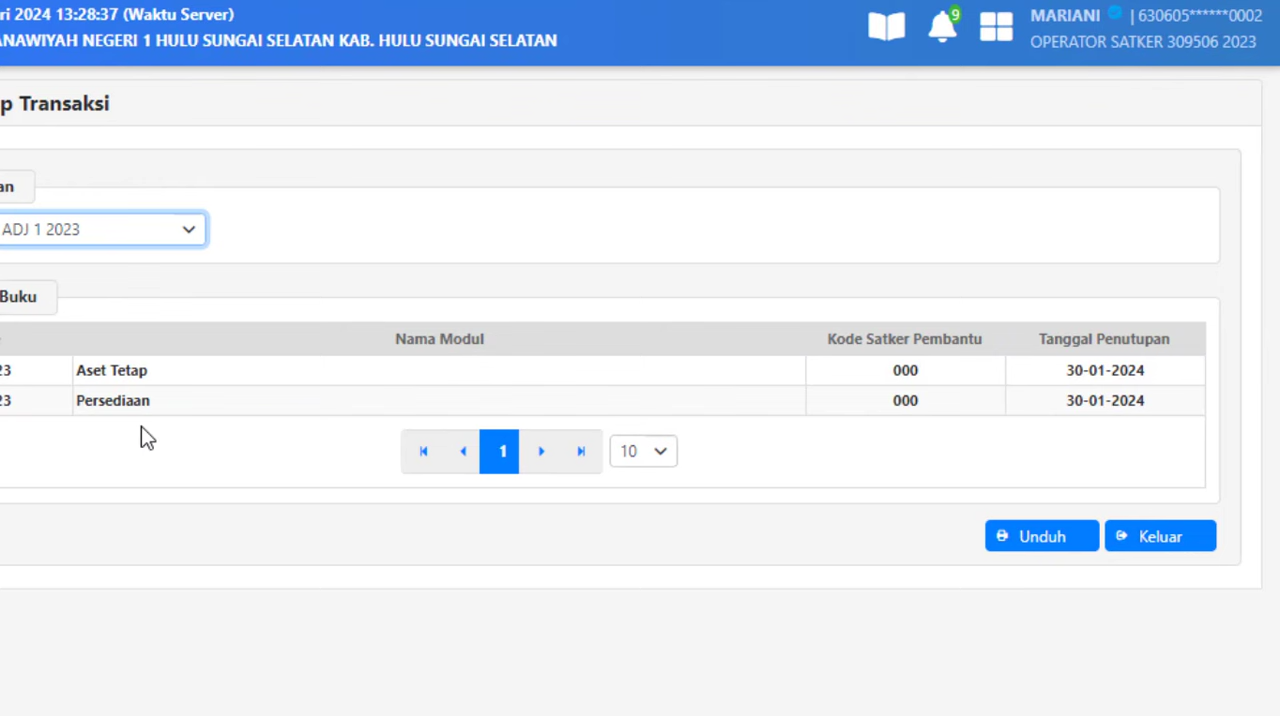 ri 2024 13:28:37 (Waktu Server)
ANAWIYAH NEGERI 1 HULU SUNGAI SELATAN KAB. HULU SUNGAI SELATAN
9
MARIANI | 630605******0002
OPERATOR SATKER 309506 2023
p Transaksi
an
ADJ 1 2023
Buku
Nama Modul Kode Satker Pembantu Tanggal Penutupan
23 Aset Tetap 000 30-01-2024
23 Persediaan 000 30-01-2024
1 10
Unduh Keluar